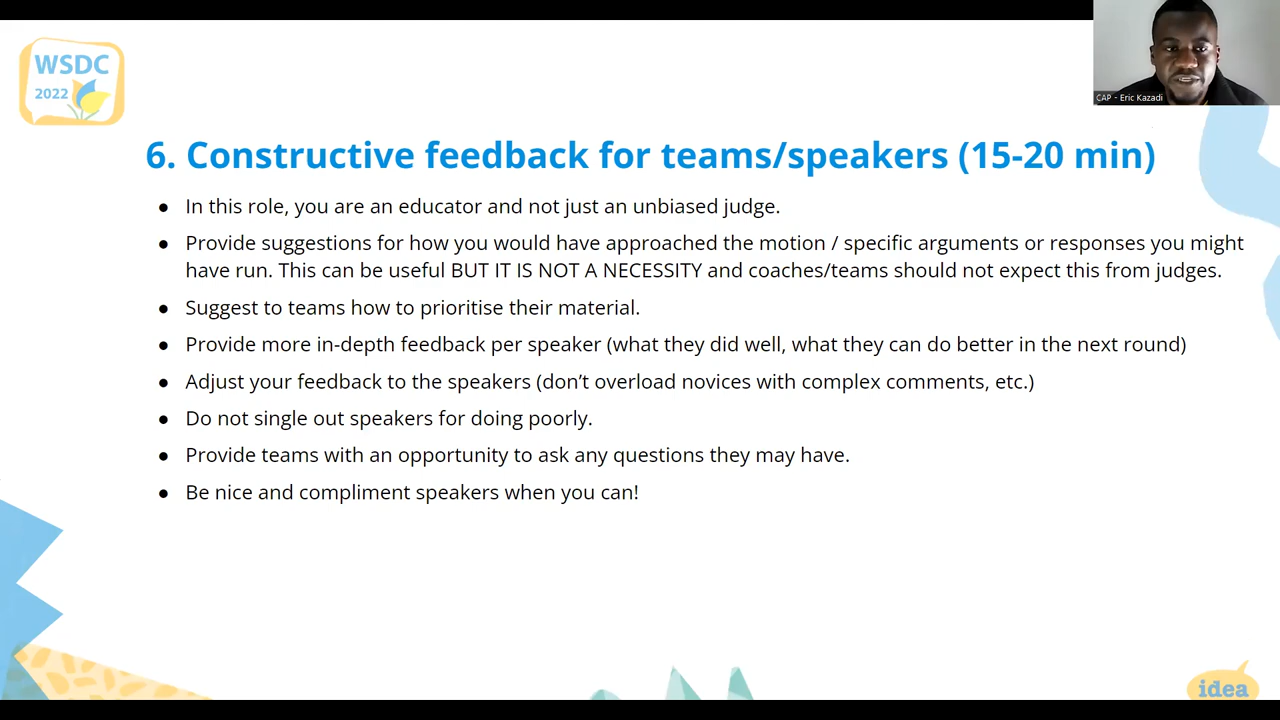 WSDC
2022
CAP - Eric Kazadi
6. Constructive feedback for teams/speakers (15-20 min)
● In this role, you are an educator and not just an unbiased judge.
● Provide suggestions for how you would have approached the motion / specific arguments or responses you might
have run. This can be useful BUT IT IS NOT A NECESSITY and coaches/teams should not expect this from judges.
● Suggest to teams how to prioritise their material.
● Provide more in-depth feedback per speaker (what they did well, what they can do better in the next round)
● Adjust your feedback to the speakers (don’t overload novices with complex comments, etc.)
● Do not single out speakers for doing poorly.
● Provide teams with an opportunity to ask any questions they may have.
● Be nice and compliment speakers when you can!
idea